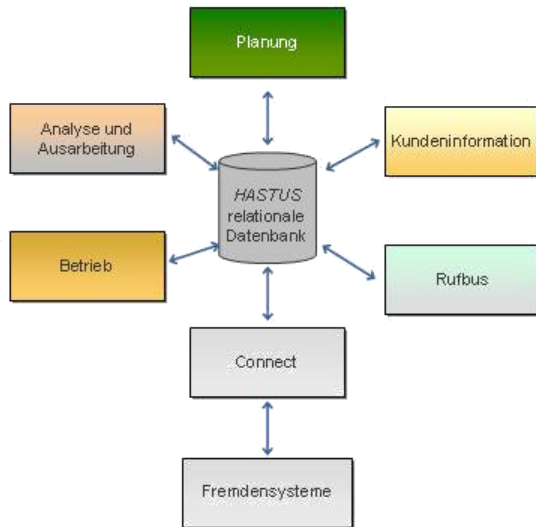 Planung
Analyse und
Ausarbeitung
Kundeninformation
HASTUS
relationale
Datenbank
Betrieb
Rufbus
Connect
Fremdensysteme